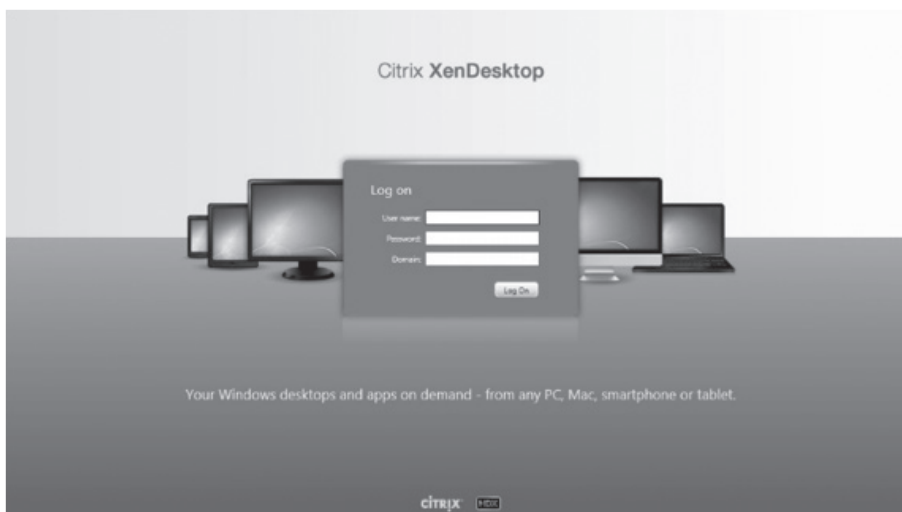 Citrix XenDesktop
Log on
User name:
Password:
Domain:
Log On
Your Windows desktops and apps on demand - from any PC, Mac, smartphone or tablet.
CITRIX HDX